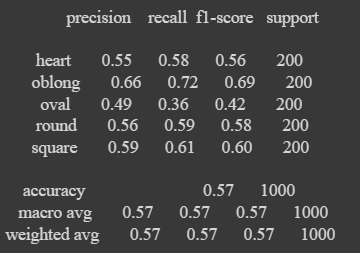 precision recall f1-score support
heart 0.55 0.58 0.56 200
oblong 0.66 0.72 0.69 200
oval 0.49 0.36 0.42 200
round 0.56 0.59 0.58 200
square 0.59 0.61 0.60 200
accuracy 0.57 1000
macro avg 0.57 0.57 0.57 1000
weighted avg 0.57 0.57 0.57 1000